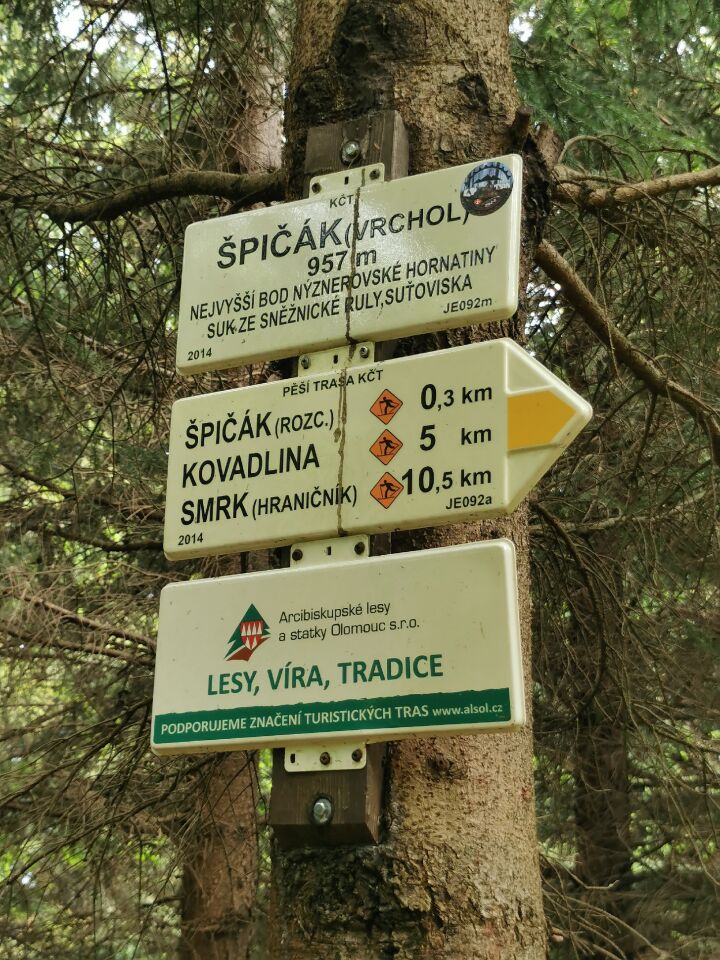 KČT
ŠPIČÁK (VRCHOL)
957 m
NEJVYŠŠÍ BOD NÝZNEROVSKÉ HORNATINY
SUK ZE SNĚŽNICKÉ RULY,SUŤOVISKA
2014 JE092m
PĚŠÍ TRASA KČT
ŠPIČÁK (ROZC.) 0,3 km
KOVADLINA 5 km
SMRK (HRANIČNÍK) 10,5 km
2014 JE092a
Arcibiskupské lesy
a statky Olomouc s.r.o.
LESY, VÍRA, TRADICE
PODPORUJEME ZNAČENÍ TURISTICKÝCH TRAS www.alsol.cz